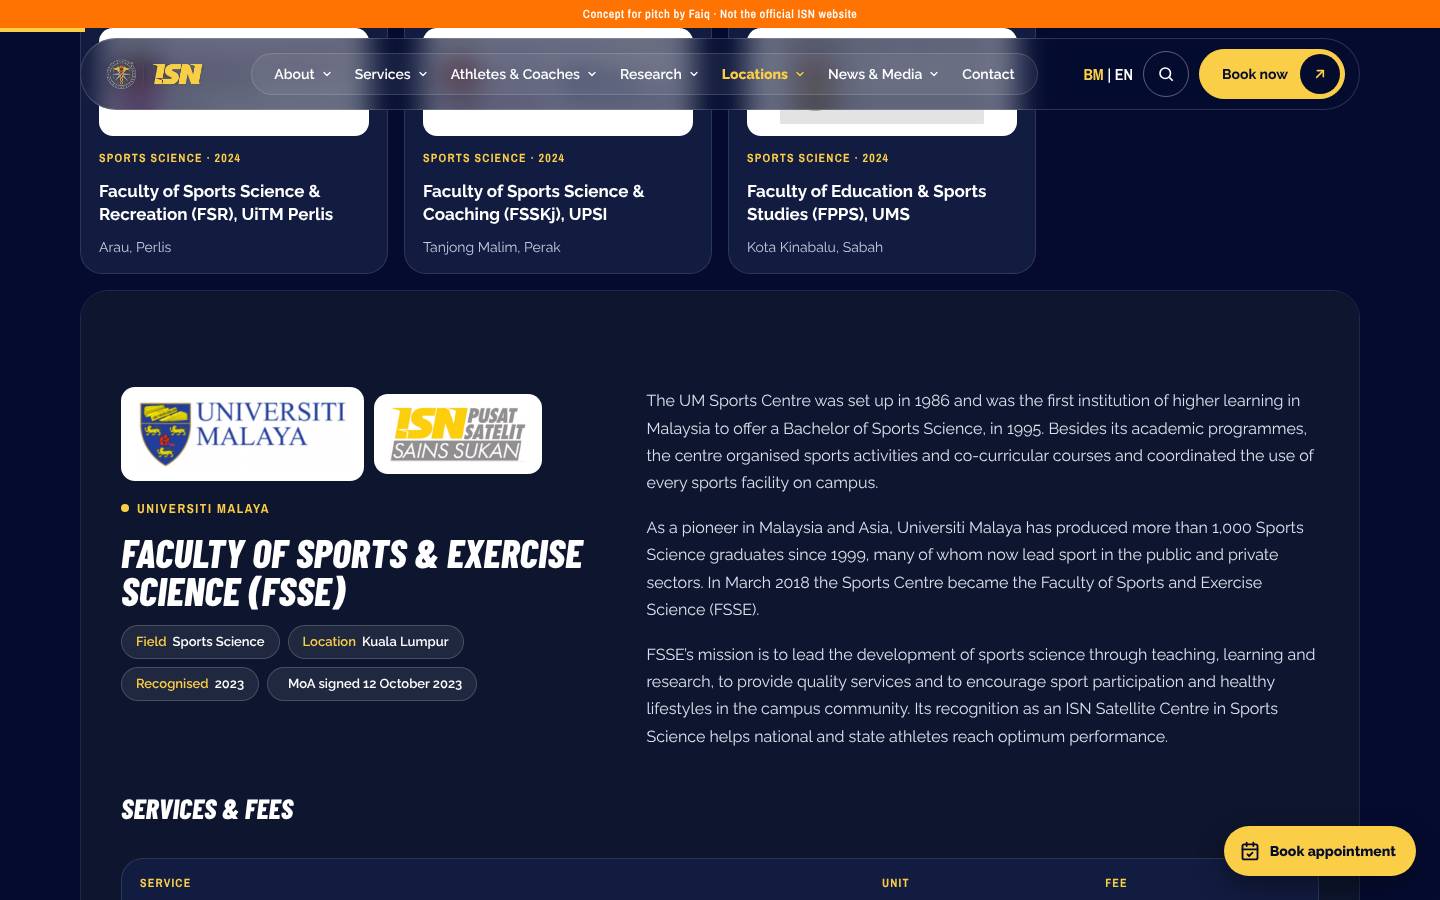 Concept for pitch by Faiq · Not the official ISN website
ISN
About
Services
Athletes & Coaches
Research
Locations
News & Media
Contact
BM | EN
Book now
SPORTS SCIENCE · 2024
Faculty of Sports Science &
Recreation (FSR), UiTM Perlis
Arau, Perlis
SPORTS SCIENCE · 2024
Faculty of Sports Science &
Coaching (FSSKj), UPSI
Tanjong Malim, Perak
SPORTS SCIENCE · 2024
Faculty of Education & Sports
Studies (FPPS), UMS
Kota Kinabalu, Sabah
UNIVERSITI
MALAYA
ISN PUSAT
SATELIT
SAINS SUKAN
UNIVERSITI MALAYA
FACULTY OF SPORTS & EXERCISE
SCIENCE (FSSE)
Field Sports Science
Location Kuala Lumpur
Recognised 2023
MoA signed 12 October 2023
The UM Sports Centre was set up in 1986 and was the first institution of higher learning in
Malaysia to offer a Bachelor of Sports Science, in 1995. Besides its academic programmes,
the centre organised sports activities and co-curricular courses and coordinated the use of
every sports facility on campus.
As a pioneer in Malaysia and Asia, Universiti Malaya has produced more than 1,000 Sports
Science graduates since 1999, many of whom now lead sport in the public and private
sectors. In March 2018 the Sports Centre became the Faculty of Sports and Exercise
Science (FSSE).
FSSE's mission is to lead the development of sports science through teaching, learning and
research, to provide quality services and to encourage sport participation and healthy
lifestyles in the campus community. Its recognition as an ISN Satellite Centre in Sports
Science helps national and state athletes reach optimum performance.
SERVICES & FEES
SERVICE
UNIT
FEE
Book appointment